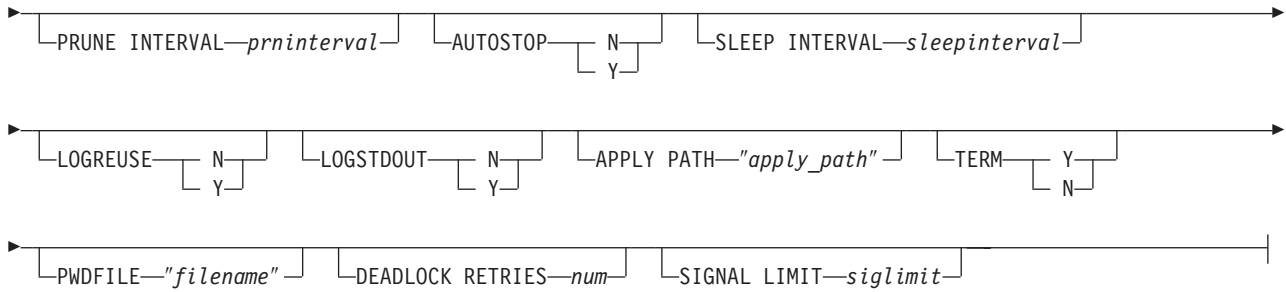 PRUNE INTERVAL prninterval AUTOSTOP N SLEEP INTERVAL sleepinterval
Y
LOGREUSE N LOGSTDOUT N APPLY PATH "apply_path" TERM Y
Y Y N
PWDFILE "filename" DEADLOCK RETRIES num SIGNAL LIMIT siglimit